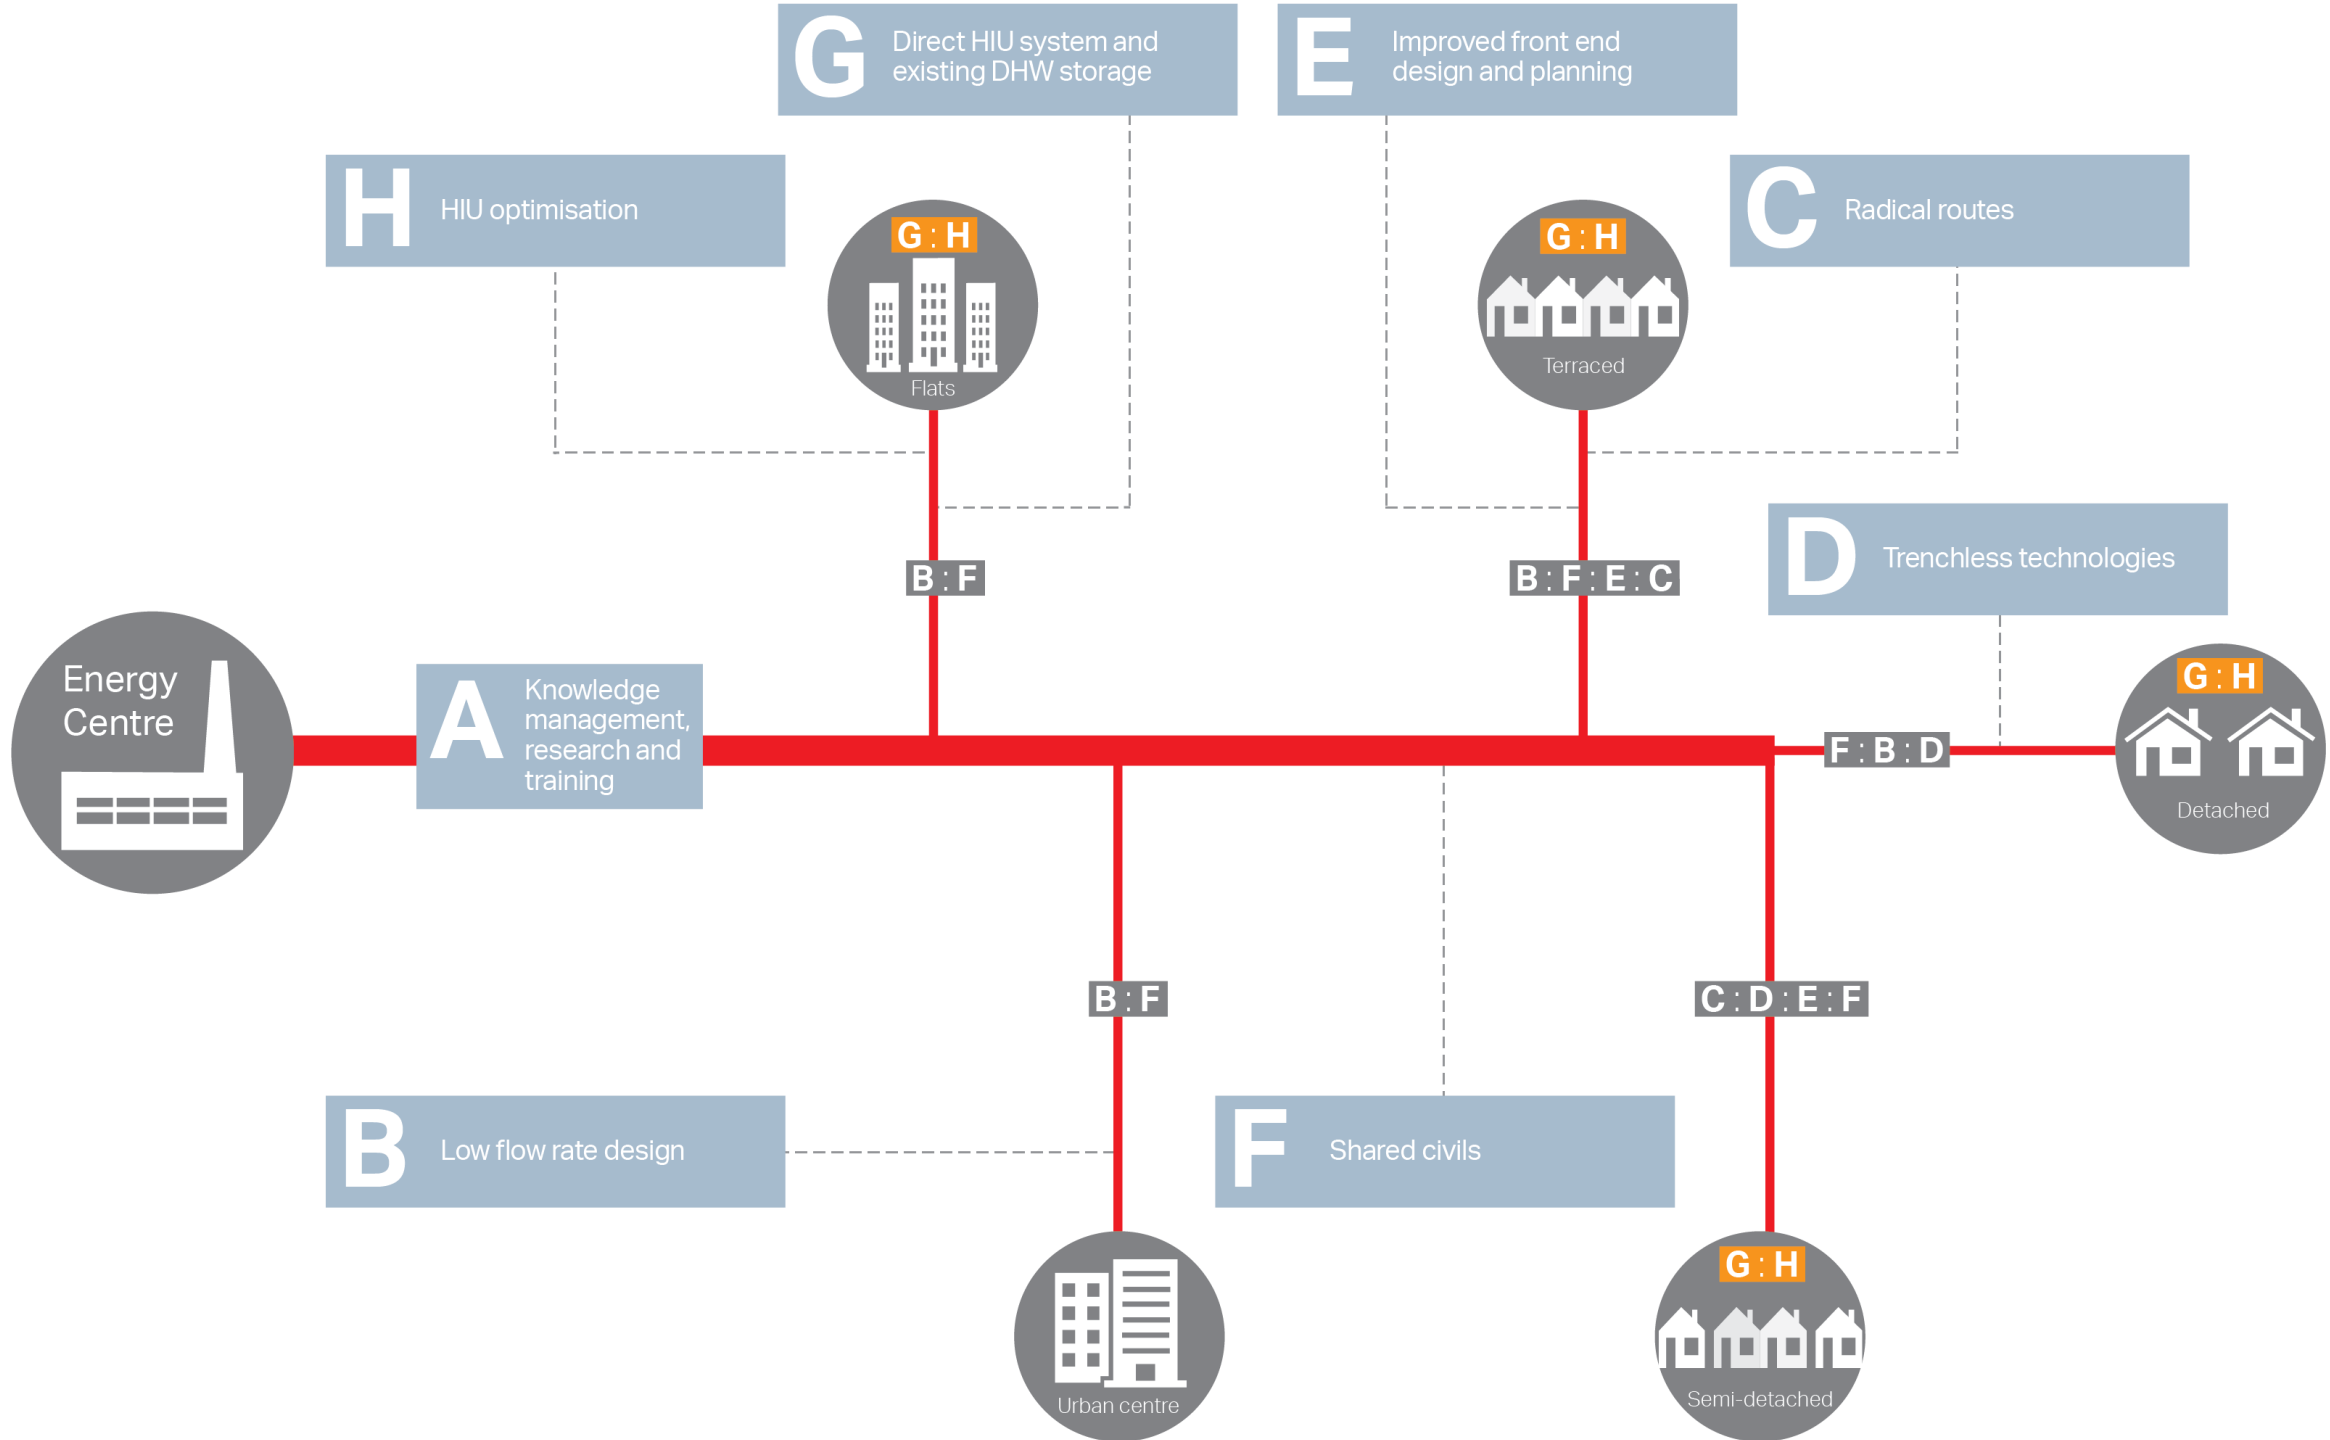 G
Direct HIU system and
existing DHW storage
E
Improved front end
design and planning
H
HIU optimisation
C
Radical routes
G : H
Flats
G : H
Terraced
D
Trenchless technologies
B : F
B : F : E : C
Energy
Centre
A
Knowledge
management,
research and
training
F : B : D
G : H
Detached
B : F
C : D : E : F
B
Low flow rate design
F
Shared civils
Urban centre
G : H
Semi-detached